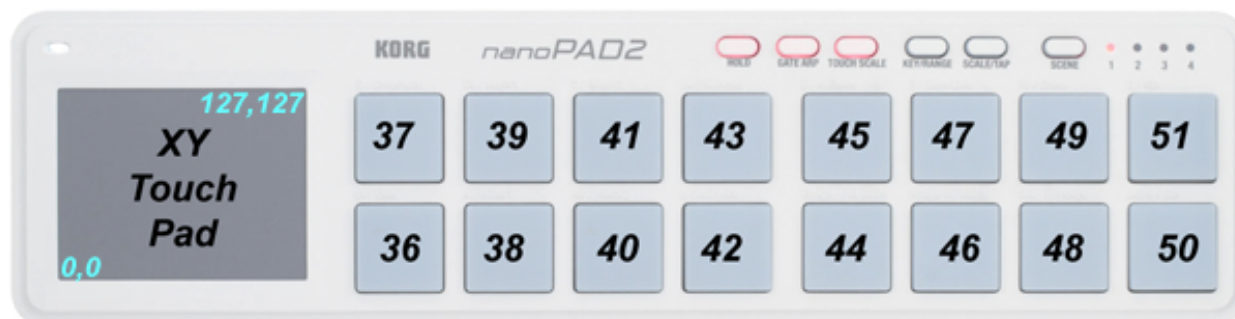 KORG nanoPAD2
HOLD GATE ARP TOUCH SCALE KEY/RANGE SCALE/TAP SCENE 1 2 3 4
127,127
XY
Touch
Pad
0,0
37 39 41 43 45 47 49 51
36 38 40 42 44 46 48 50